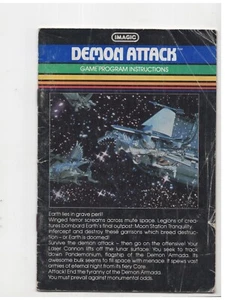 IMAGIC
DEMON ATTACK™
GAME PROGRAM INSTRUCTIONS
Earth lies in grave peril!
Winged terror screams across mute space. Legions of crea-
tures bombard Earth's final outpost: Moon Station Tranquility.
Intercept and destroy these garrisons which breed destruc-
tion – or Earth is doomed!
Survive the demon attack – then go on the offensive! Your
Laser Cannon lifts off the lunar surface. You seek to track
down Pandemonium, flagship of the Demon Armada. Its
awesome bulk seems to fill space with menace. It spews vast
armies of eternal night from its fiery Core.
Attack! End the tyranny of the Demon Armada.
You must prevail against monumental odds.